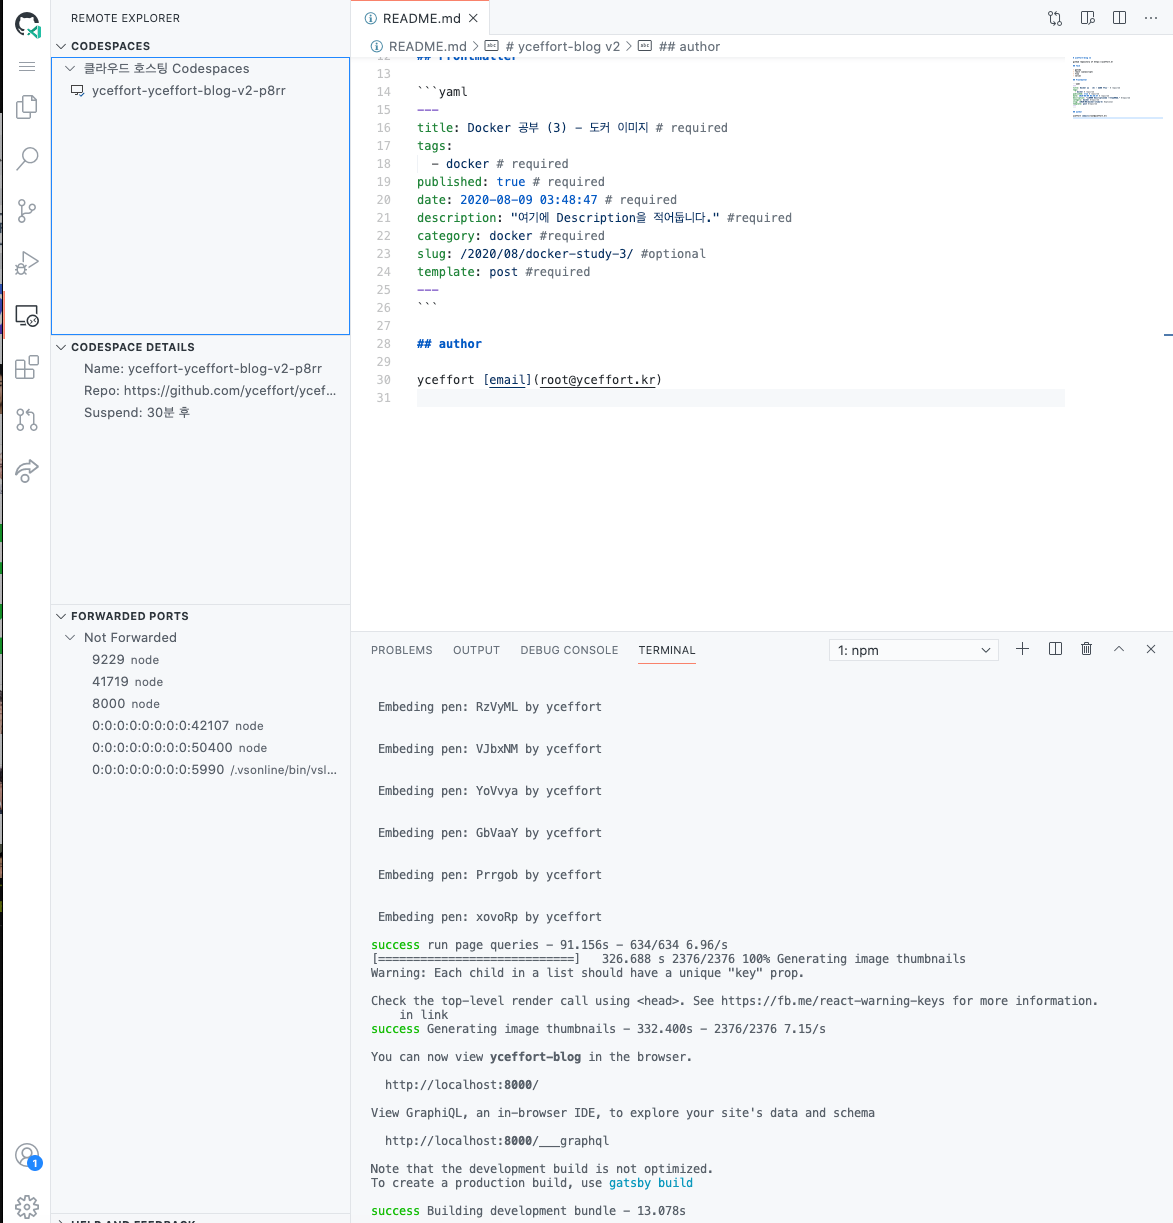 REMOTE EXPLORER
CODESPACES
클라우드 호스팅 Codespaces
yceffort-yceffort-blog-v2-p8rr
CODESPACE DETAILS
Name: yceffort-yceffort-blog-v2-p8rr
Repo: https://github.com/yceffort/ycef...
Suspend: 30분 후
FORWARDED PORTS
Not Forwarded
9229 node
41719 node
8000 node
0:0:0:0:0:0:0:0:42107 node
0:0:0:0:0:0:0:0:50400 node
0:0:0:0:0:0:0:0:5990 /.vsonline/bin/vsl...
HELP AND FEEDBACK
1
README.md
README.md > # yceffort-blog v2 > ## author
12 ## Frontmatter
13
14 ```yaml
15 ---
16 title: Docker 공부 (3) - 도커 이미지 # required
17 tags:
18 - docker # required
19 published: true # required
20 date: 2020-08-09 03:48:47 # required
21 description: "여기에 Description을 적어둡니다." #required
22 category: docker #required
23 slug: /2020/08/docker-study-3/ #optional
24 template: post #required
25 ---
26 ```
27
28 ## author
29
30 yceffort [email](root@yceffort.kr)
31
PROBLEMS OUTPUT DEBUG CONSOLE TERMINAL 1: npm
Embeding pen: RzVyML by yceffort
Embeding pen: VJbxNM by yceffort
Embeding pen: YoVvya by yceffort
Embeding pen: GbVaaY by yceffort
Embeding pen: Prrgob by yceffort
Embeding pen: xovoRp by yceffort
success run page queries - 91.156s - 634/634 6.96/s
[============================] 326.688 s 2376/2376 100% Generating image thumbnails
Warning: Each child in a list should have a unique "key" prop.
Check the top-level render call using <head>. See https://fb.me/react-warning-keys for more information.
in link
success Generating image thumbnails - 332.400s - 2376/2376 7.15/s
You can now view yceffort-blog in the browser.
http://localhost:8000/
View GraphiQL, an in-browser IDE, to explore your site's data and schema
http://localhost:8000/___graphql
Note that the development build is not optimized.
To create a production build, use gatsby build
success Building development bundle - 13.078s